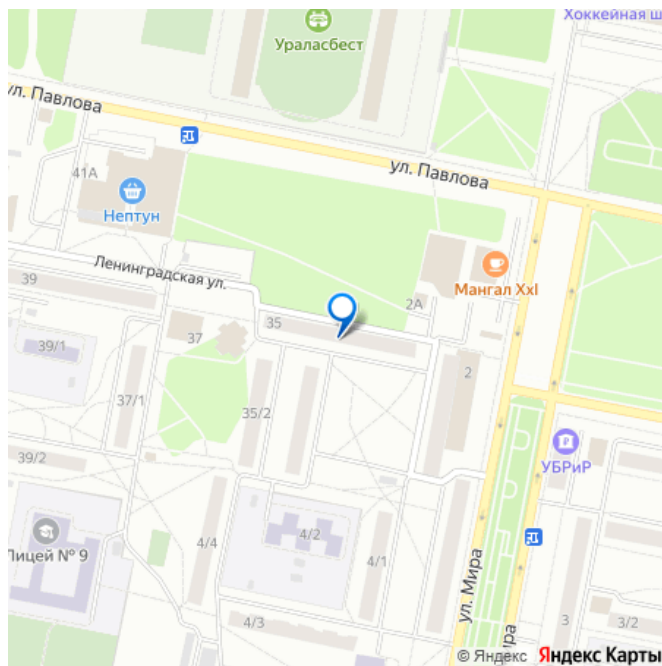 Хоккейная ш
Ураласбест
ул. Павлова
ул. Павлова
41А
Нептун
Ленинградская ул.
Мангал XxI
39
2А
35
37
39/1
2
37/1
35/2
УБРиР
39/2
4/4
4/2
Лицей № 9
4/1
ул. Мира
4/3
3
3/2
ира
© Яндекс Яндекс Карты